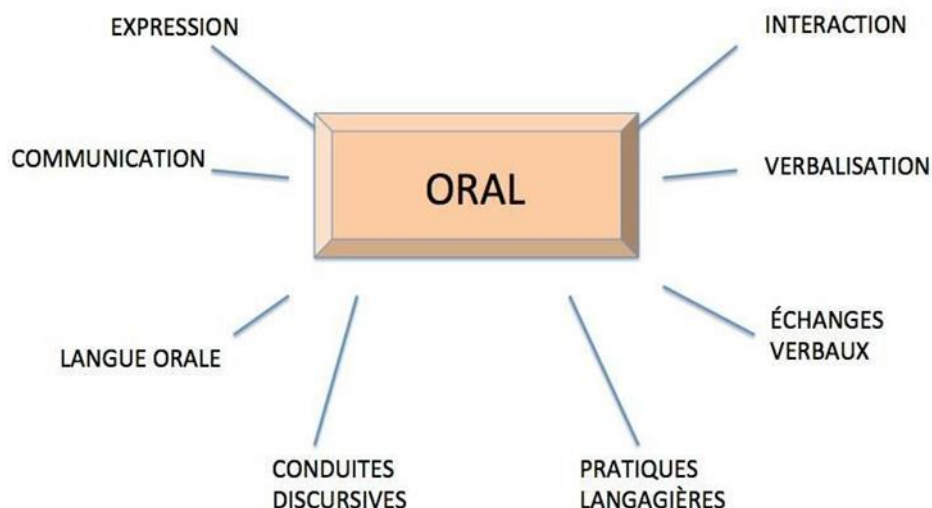 EXPRESSION
INTERACTION
COMMUNICATION
ORAL
VERBALISATION
LANGUE ORALE
ÉCHANGES
VERBAUX
CONDUITES
DISCURSIVES
PRATIQUES
LANGAGIÈRES